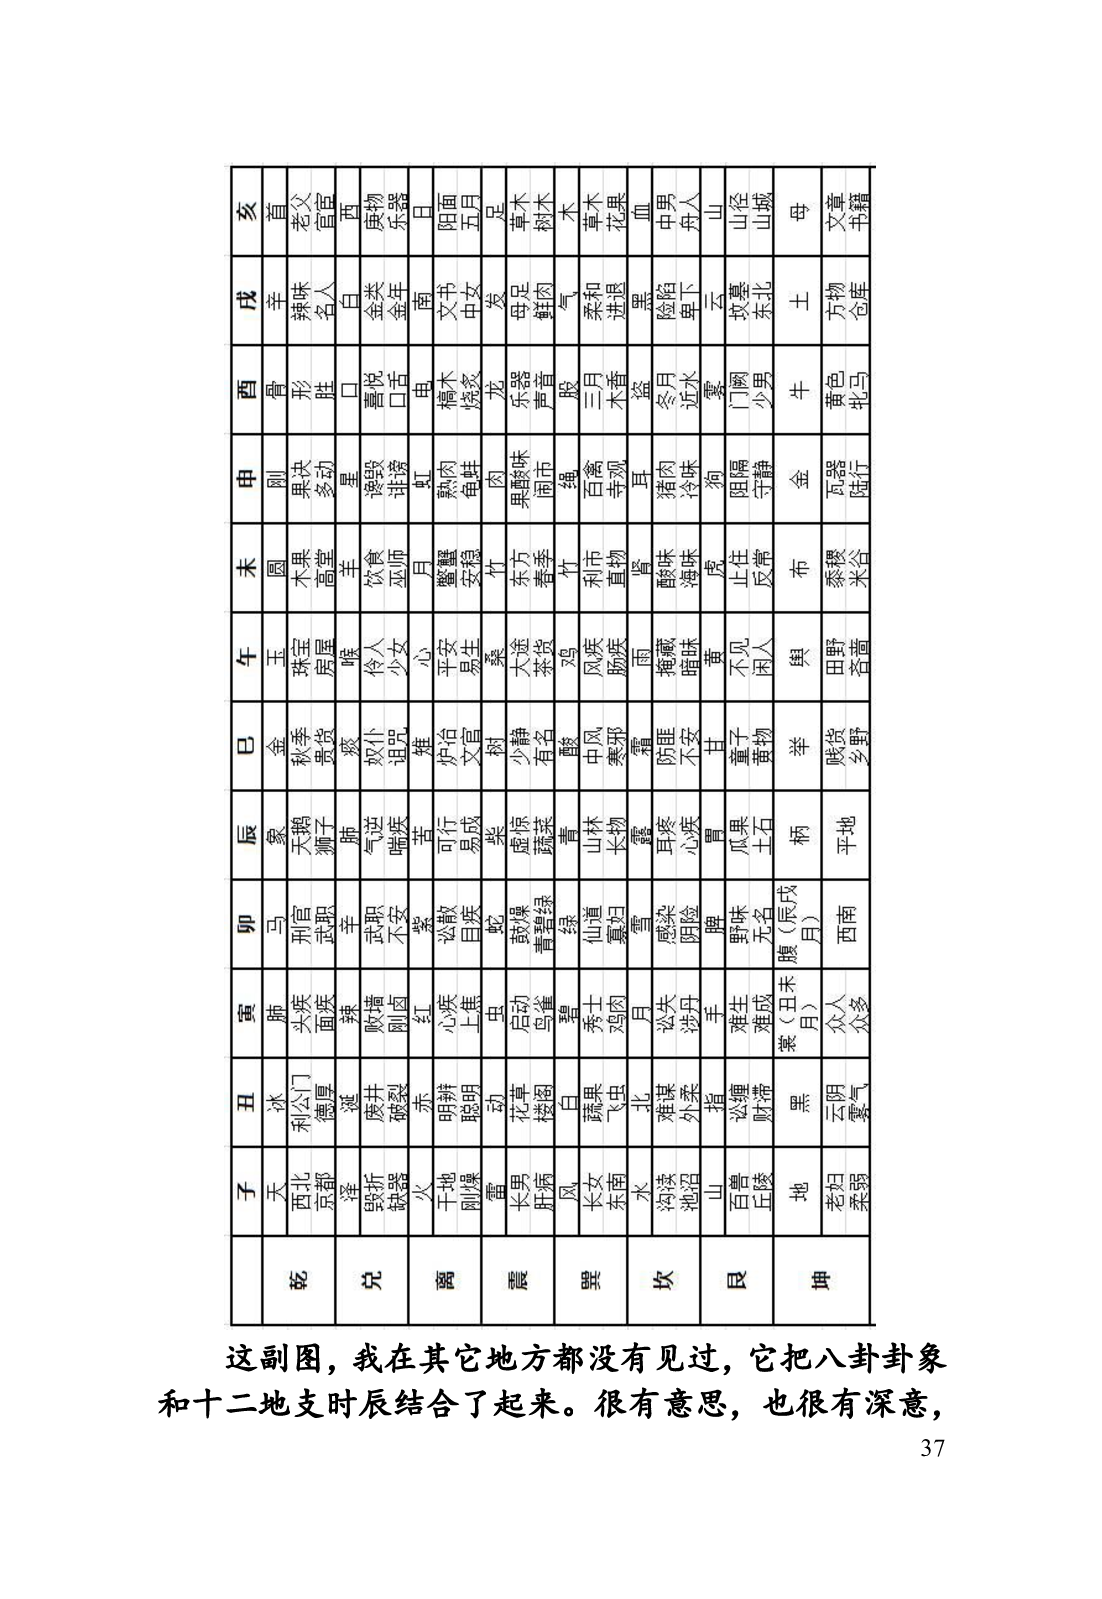 子 丑 寅 卯 辰 巳 午 未 申 酉 戌 亥
乾
天 冰 肺 马 象 金 玉 圆 刚 骨 辛 首
西北 利公门 头疾 刑官 天鹅 秋季 珠宝 木果 果决 形 辣味 老父
京都 德厚 面疾 武职 狮子 贵货 房屋 高堂 多动 胜 名人 官宦
兑
泽 涎 辣 辛 肺 痰 喉 羊 星 口 白 西
毁折 废井 败墙 武职 气逆 奴仆 伶人 饮食 谗毁 喜悦 金类 庚物
缺器 破裂 刚卤 不安 喘疾 诅咒 少女 巫师 诽谤 口舌 金年 乐器
离
火 赤 红 紫 苦 雉 心 月 虹 电 南 日
干地 明辨 心疾 讼散 可行 炉冶 平安 鳖蟹 熟肉 槁木 文书 阳面
刚燥 聪明 上焦 目疾 易成 文官 易生 安稳 龟蚌 烧炙 中女 五月
震
雷 动 虫 蛇 柴 树 桑 竹 肉 龙 发 足
长男 花草 启动 鼓燥 虚惊 少静 大途 东方 果酸味 乐器 母足 草木
肝病 楼阁 鸟雀 青碧绿 蔬菜 有名 茶货 春季 闹市 声音 鲜肉 树木
巽
风 白 碧 绿 青 酸 鸡 竹 绳 股 气 木
长女 蔬果 秀士 仙道 山林 中风 风疾 利市 百禽 三月 柔和 草木
东南 飞虫 鸡肉 寡妇 长物 寒邪 肠疾 直物 寺观 木香 进退 花果
坎
水 北 月 雪 露 霜 雨 肾 耳 盗 黑 血
沟渎 难谋 讼失 感染 耳疼 防匪 掩藏 酸味 猪肉 冬月 险陷 中男
池沼 外柔 涉丹 阴险 心疾 不安 暗昧 海味 冷味 近水 卑下 舟人
艮
山 指 手 脾 胃 甘 黄 虎 狗 雾 云 山
百兽 讼缠 难生 野味 瓜果 童子 不见 止住 阻隔 门阙 坟墓 山径
丘陵 财滞 难成 无名 土石 黄物 闲人 反常 守静 少男 东北 山城
坤
地 黑 裳（丑未月） 腹（辰戌月） 柄 举 舆 布 金 牛 土 母
老妇 云阴 众人 西南 平地 贱货 田野 黍稷 瓦器 黄色 方物 文章
柔弱 雾气 众多 乡野 吝啬 米谷 陆行 牝马 仓库 书籍
这副图，我在其它地方都没有见过，它把八卦卦象
和十二地支时辰结合了起来。很有意思，也很有深意，
37